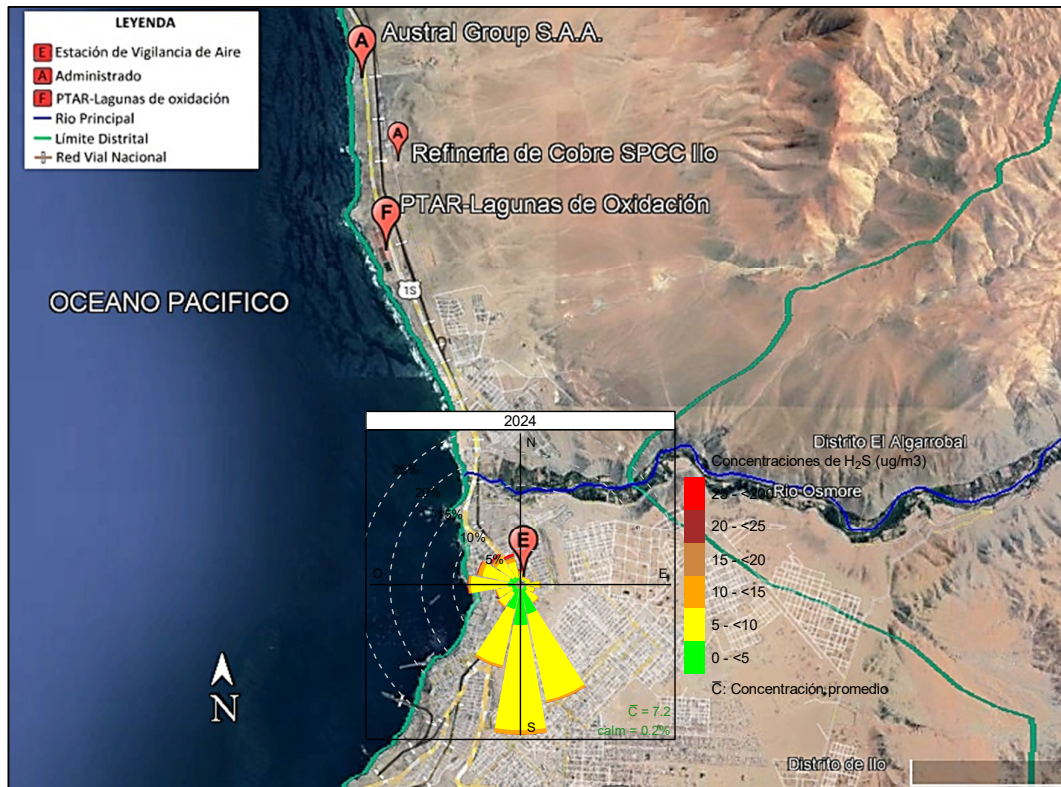 LEYENDA
E Estación de Vigilancia de Aire
A Administrado
F PTAR-Lagunas de oxidación
Rio Principal
Límite Distrital
Red Vial Nacional
A Austral Group S.A.A.
A
Refineria de Cobre SPCC Ilo
F PTAR-Lagunas de Oxidación
1S
OCEANO PACIFICO
2024
N
25%
20%
15%
10%
5%
E
O
E
S
C̅ = 7.2
calm = 0.2%
Distrito El Algarrobal
Concentraciones de H₂S (ug/m3)
Rio Osmore
25 - <200
20 - <25
15 - <20
10 - <15
5 - <10
0 - <5
C̅: Concentración promedio
N
Distrito de Ilo